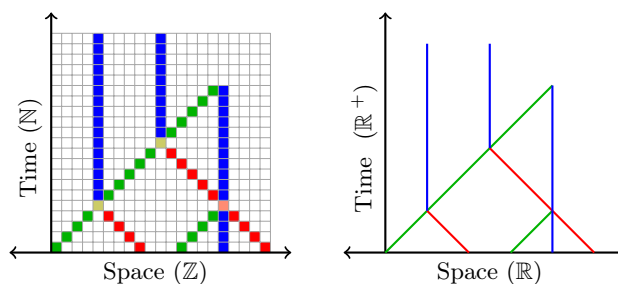 Time (ℕ)
Space (ℤ)
Time (ℝ⁺)
Space (ℝ)